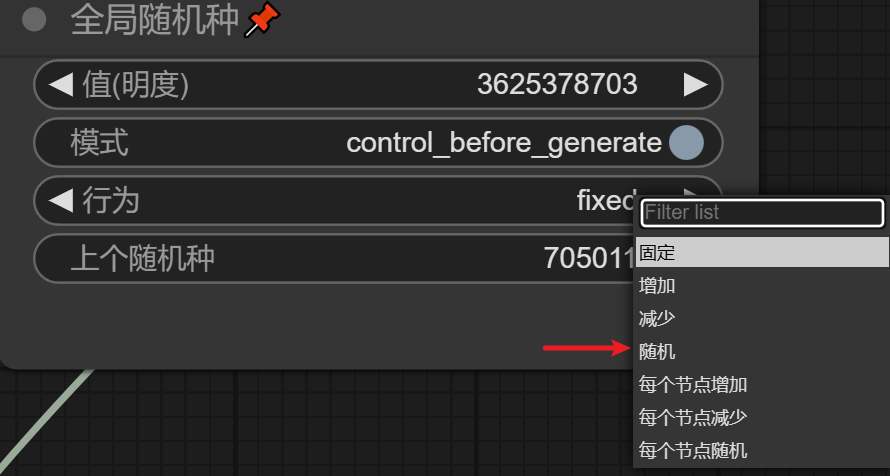 全局随机种📌
值(明度) 3625378703
模式 control_before_generate
行为 fixed
Filter list
固定
上个随机种 705011
增加
减少
随机
每个节点增加
每个节点减少
每个节点随机